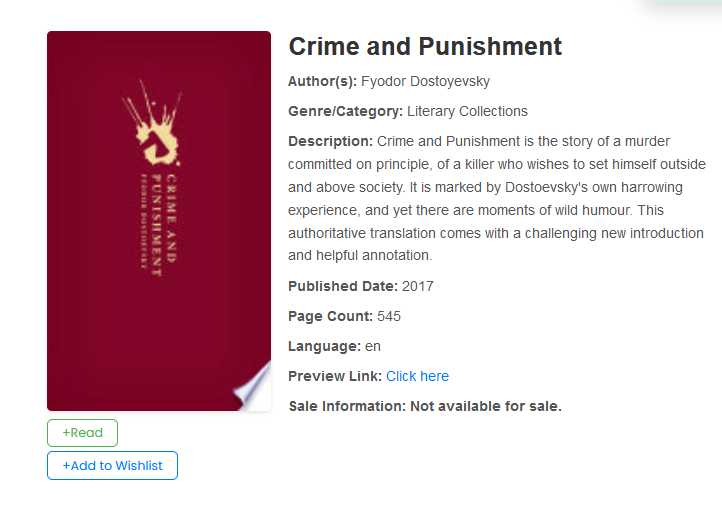 Crime and Punishment
Author(s): Fyodor Dostoyevsky
Genre/Category: Literary Collections
Description: Crime and Punishment is the story of a murder
committed on principle, of a killer who wishes to set himself outside
and above society. It is marked by Dostoevsky's own harrowing
experience, and yet there are moments of wild humour. This
authoritative translation comes with a challenging new introduction
and helpful annotation.
Published Date: 2017
Page Count: 545
Language: en
Preview Link: Click here
Sale Information: Not available for sale.
CRIME AND
PUNISHMENT
FYODOR DOSTOEVSKY
+Read
+Add to Wishlist